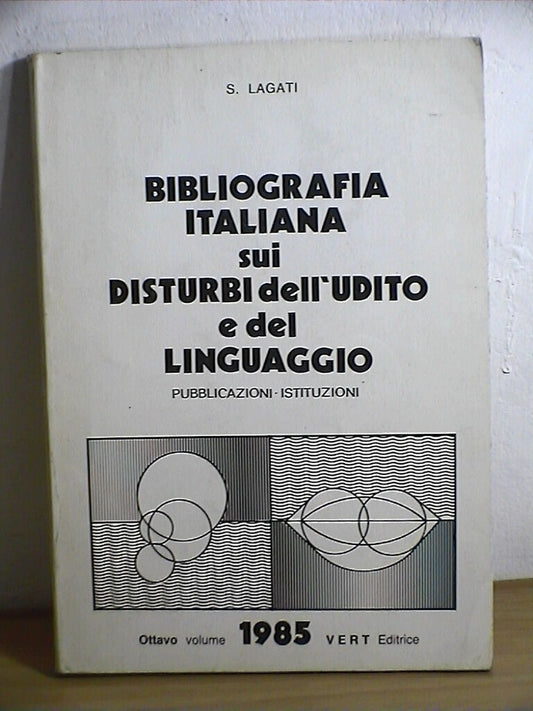 S. LAGATI
BIBLIOGRAFIA
ITALIANA
sui
DISTURBI dell'UDITO
e del
LINGUAGGIO
PUBBLICAZIONI - ISTITUZIONI
Ottavo volume 1985 VERT Editrice